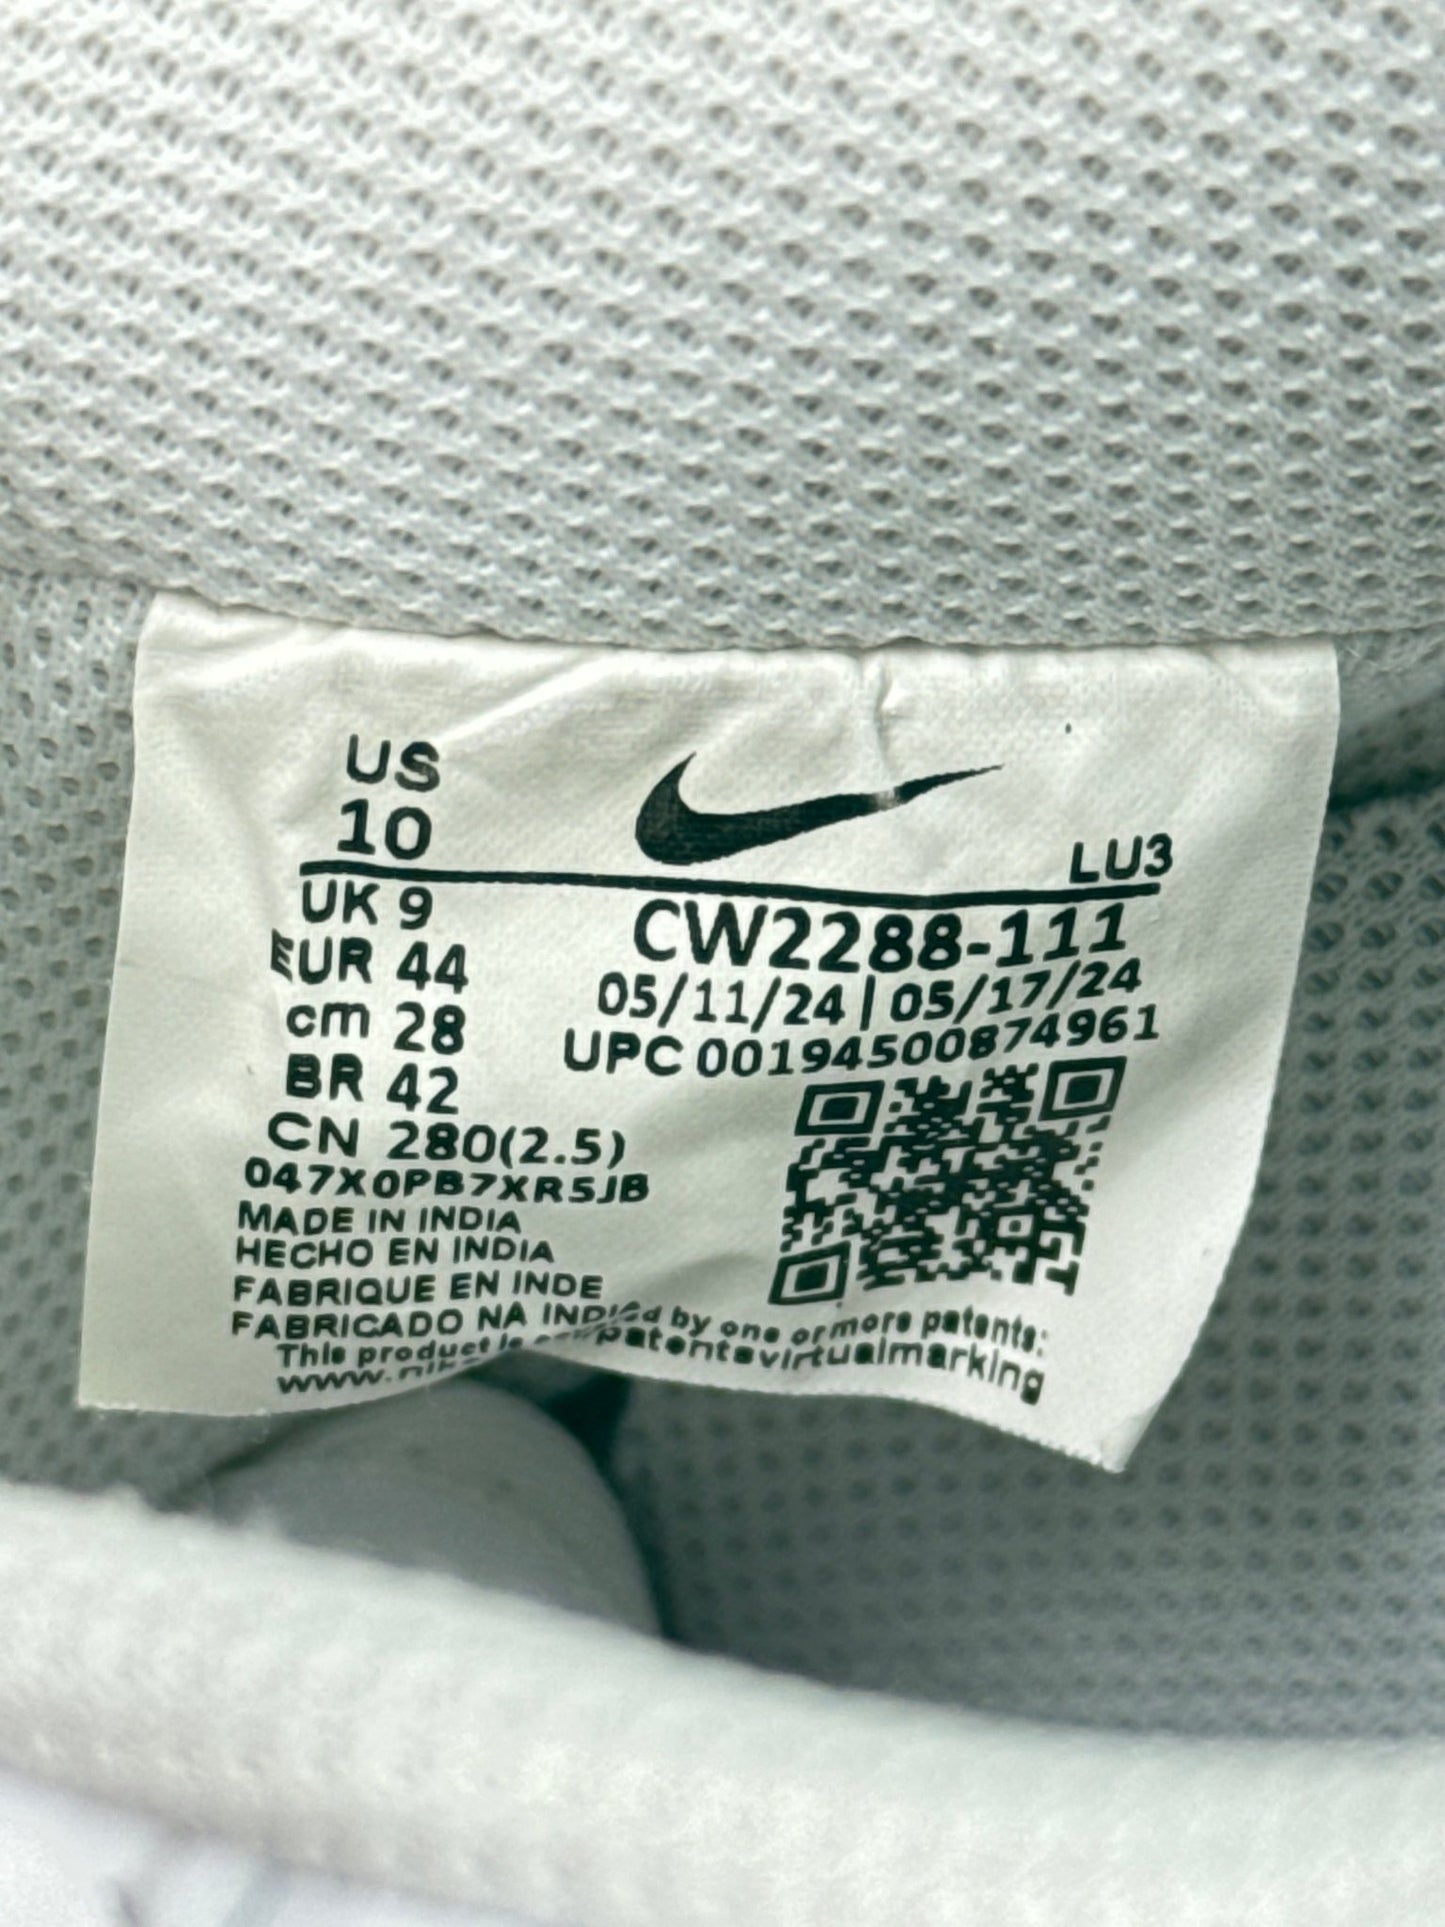 US
10
LU3
UK 9
EUR 44
cm 28
BR 42
CN 280(2.5)
CW2288-111
05/11/24 | 05/17/24
UPC 00194500874961
047X0PB7XR5JB
MADE IN INDIA
HECHO EN INDIA
FABRIQUE EN INDE
FABRICADO NA INDIA
This product is by one or more patents:
patentsvirtualmarking